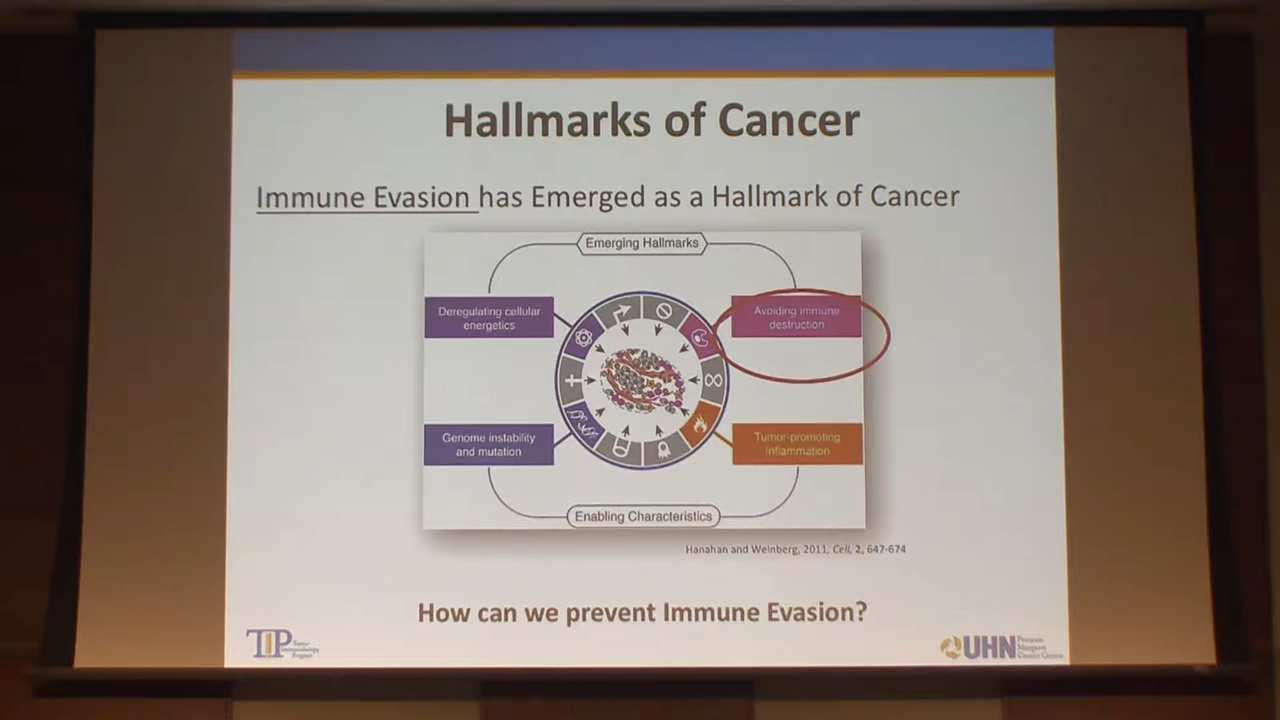 Hallmarks of Cancer
Immune Evasion has Emerged as a Hallmark of Cancer
Emerging Hallmarks
Deregulating cellular
energetics
Avoiding immune
destruction
Genome instability
and mutation
Tumor-promoting
Inflammation
Enabling Characteristics
Hanahan and Weinberg, 2011, Cell, 2, 647-674
How can we prevent Immune Evasion?
TIP
Tumor
Immunotherapy
Program
UHN
Princess
Margaret
Cancer Centre